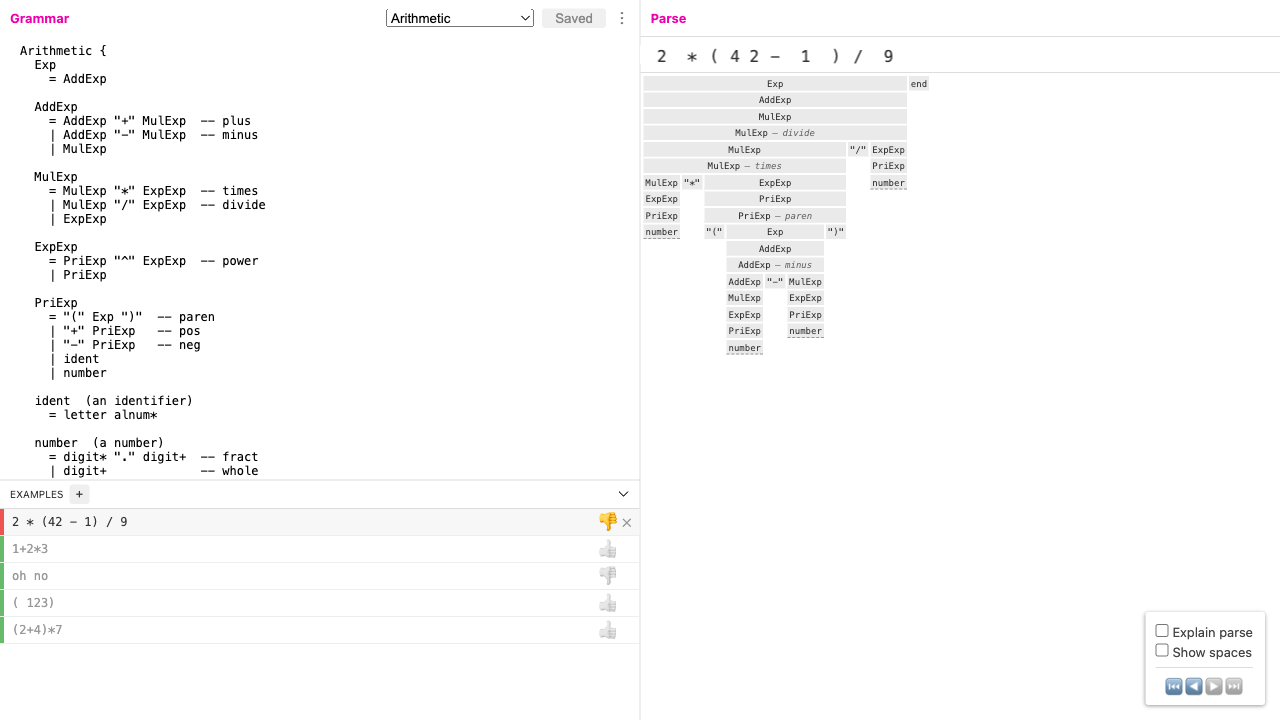 Grammar
Arithmetic
Saved
Arithmetic {
Exp
= AddExp
AddExp
= AddExp "+" MulExp -- plus
| AddExp "-" MulExp -- minus
| MulExp
MulExp
= MulExp "*" ExpExp -- times
| MulExp "/" ExpExp -- divide
| ExpExp
ExpExp
= PriExp "^" ExpExp -- power
| PriExp
PriExp
= "(" Exp ")" -- paren
| "+" PriExp -- pos
| "-" PriExp -- neg
| ident
| number
ident (an identifier)
= letter alnum*
number (a number)
= digit* "." digit+ -- fract
| digit+ -- whole
EXAMPLES +
2 * (42 - 1) / 9
1+2*3
oh no
( 123)
(2+4)*7
Parse
2 * ( 4 2 - 1 ) / 9
Exp end
AddExp
MulExp
MulExp – divide
MulExp "/" ExpExp
MulExp – times PriExp
MulExp "*" ExpExp number
ExpExp PriExp
PriExp PriExp – paren
number "(" Exp ")"
AddExp
AddExp – minus
AddExp "-" MulExp
MulExp ExpExp
ExpExp PriExp
PriExp number
number
Explain parse
Show spaces